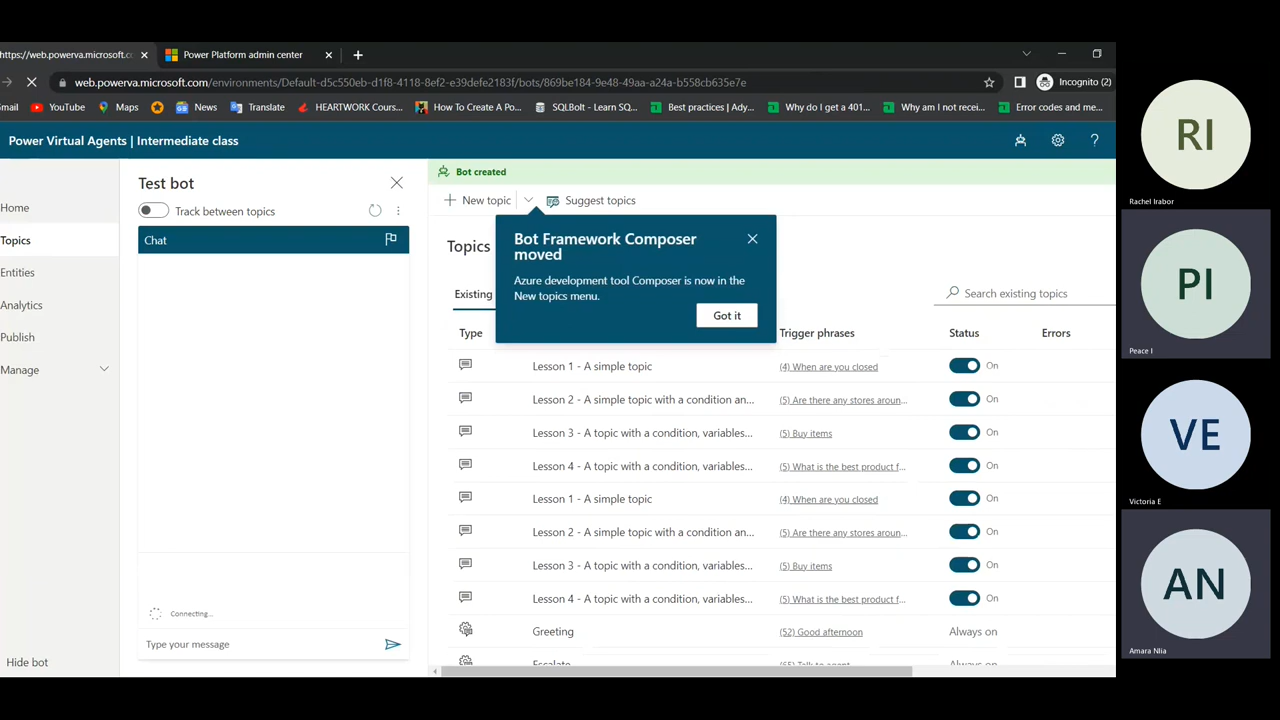 https://web.powerva.microsoft.c
Power Platform admin center
web.powerva.microsoft.com/environments/Default-d5c550eb-d1f8-4118-8ef2-e39defe2183f/bots/869be184-9e48-49aa-a24a-b558cb635e7e
Incognito (2)
mail
YouTube
Maps
News
Translate
HEARTWORK Cours...
How To Create A Po...
SQLBolt - Learn SQ...
Best practices | Ady...
Why do I get a 401...
Why am I not recei...
Error codes and me...
Power Virtual Agents | Intermediate class
Home
Topics
Entities
Analytics
Publish
Manage
Hide bot
Test bot
Track between topics
Chat
Connecting...
Type your message
Bot created
New topic
Suggest topics
Topics
Bot Framework Composer
moved
Azure development tool Composer is now in the
New topics menu.
Got it
Existing
Search existing topics
Type
Trigger phrases
Status
Errors
Lesson 1 - A simple topic
(4) When are you closed
On
Lesson 2 - A simple topic with a condition an...
(5) Are there any stores aroun...
On
Lesson 3 - A topic with a condition, variables...
(5) Buy items
On
Lesson 4 - A topic with a condition, variables...
(5) What is the best product f...
On
Lesson 1 - A simple topic
(4) When are you closed
On
Lesson 2 - A simple topic with a condition an...
(5) Are there any stores aroun...
On
Lesson 3 - A topic with a condition, variables...
(5) Buy items
On
Lesson 4 - A topic with a condition, variables...
(5) What is the best product f...
On
Greeting
(52) Good afternoon
Always on
Escalate
(65) Talk to agent
Always on
RI
Rachel Irabor
PI
Peace I
VE
Victoria E
AN
Amara Nlia